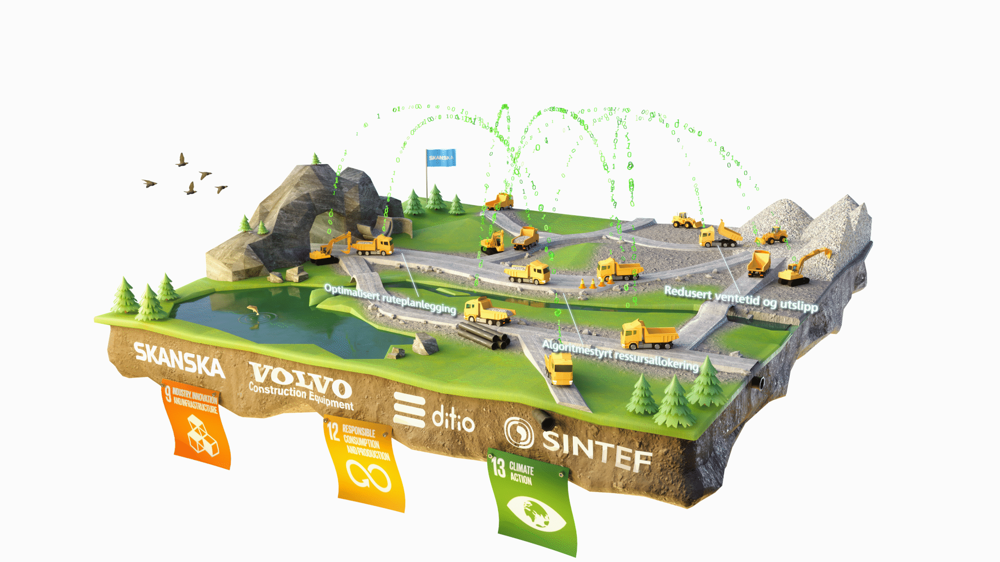 SKANSKA
Optimalisert ruteplanlegging
Redusert ventetid og utslipp
Algoritmestyrt ressursallokering
SKANSKA
VOLVO
Construction Equipment
ditio
SINTEF
9 INDUSTRY, INNOVATION
AND INFRASTRUCTURE
12 RESPONSIBLE
CONSUMPTION
AND PRODUCTION
13 CLIMATE
ACTION